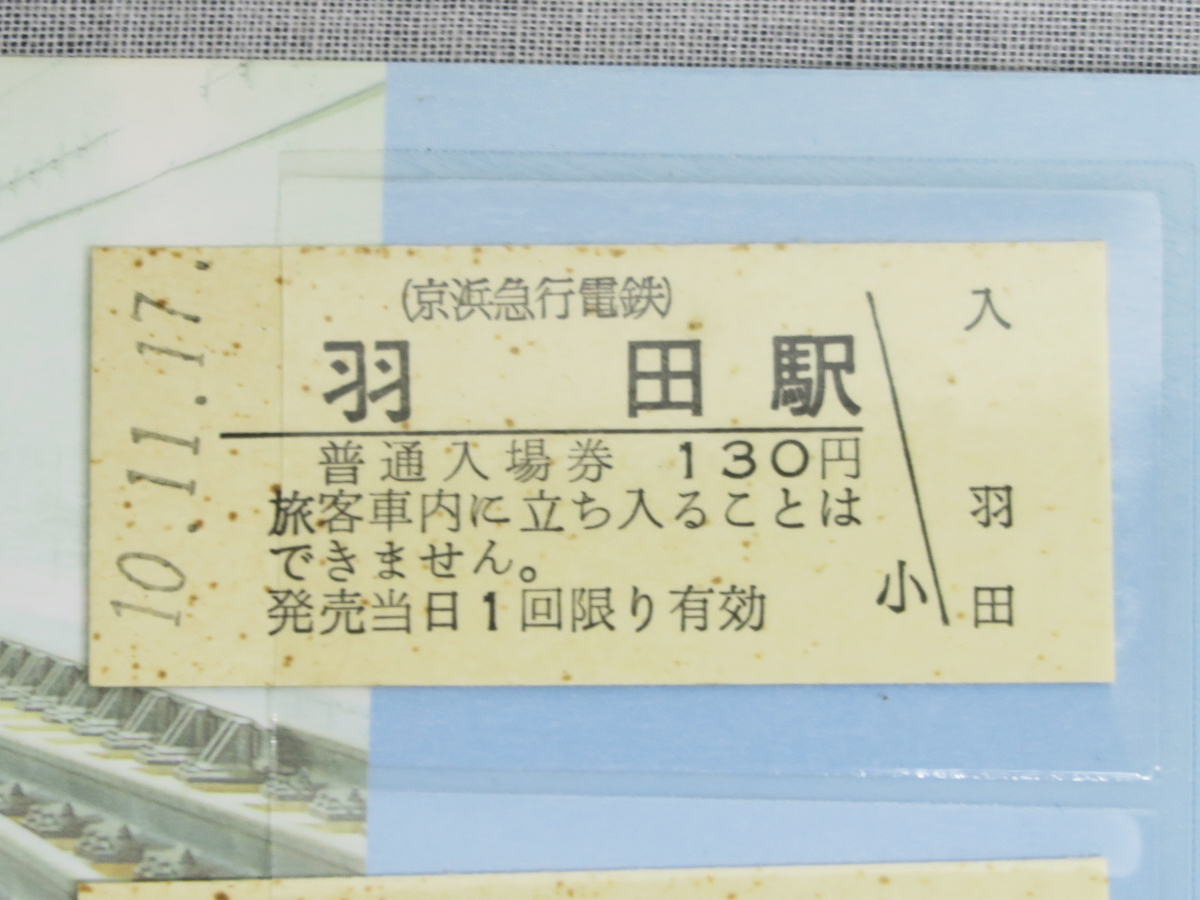 10.11.17.
(京浜急行電鉄)
羽田駅
普通入場券 130円
旅客車内に立ち入ることは
できません。
発売当日1回限り有効
小
入
羽
田